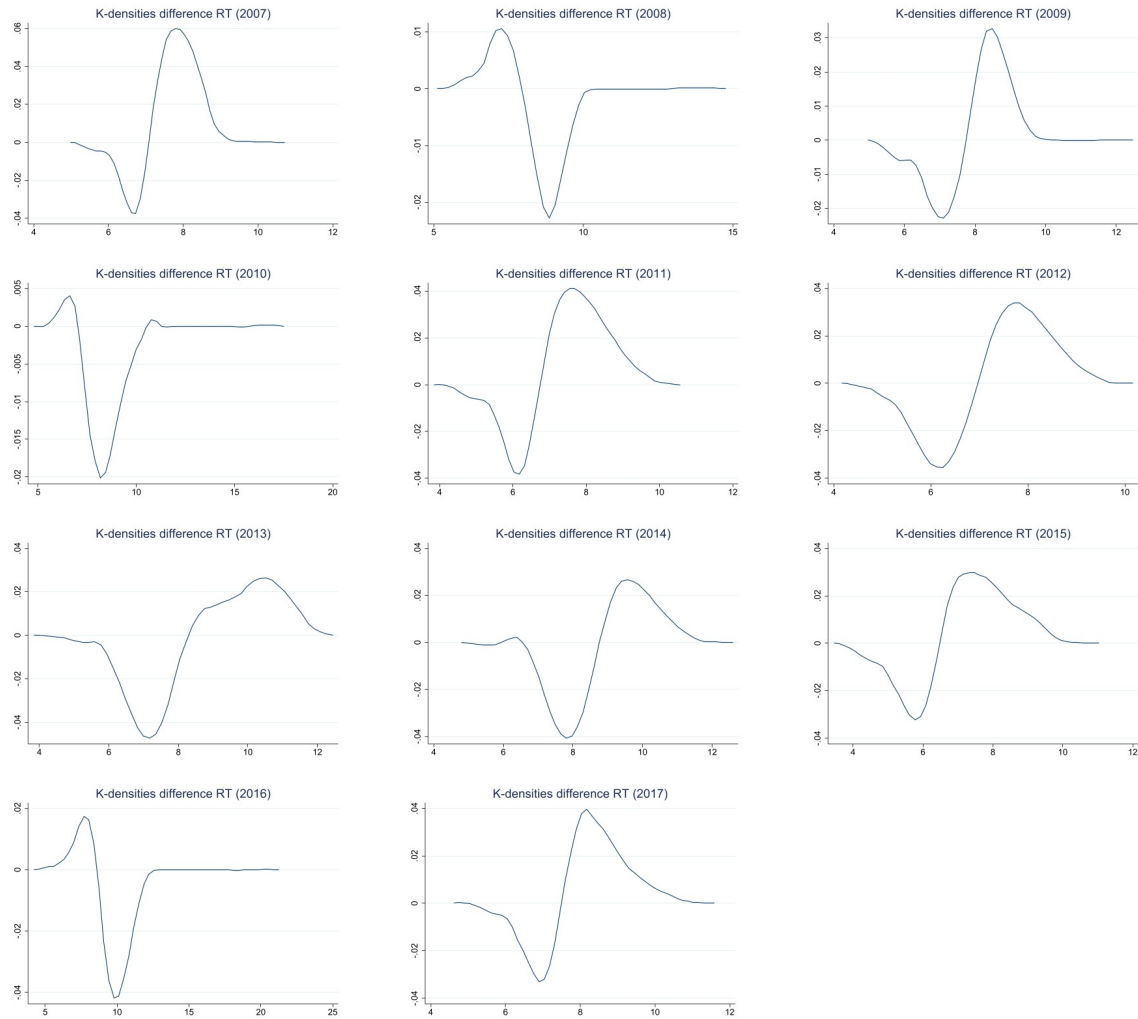 K-densities difference RT (2007)
.06
.04
.02
0
-.02
-.04
4 6 8 10 12
K-densities difference RT (2008)
.01
0
-.01
-.02
5 10 15
K-densities difference RT (2009)
.03
.02
.01
0
-.01
-.02
4 6 8 10 12
K-densities difference RT (2010)
.005
0
-.005
-.01
-.015
-.02
5 10 15 20
K-densities difference RT (2011)
.04
.02
0
-.02
-.04
4 6 8 10 12
K-densities difference RT (2012)
.04
.02
0
-.02
-.04
4 6 8 10
K-densities difference RT (2013)
.04
.02
0
-.02
-.04
4 6 8 10 12
K-densities difference RT (2014)
.04
.02
0
-.02
-.04
4 6 8 10 12
K-densities difference RT (2015)
.04
.02
0
-.02
-.04
4 6 8 10 12
K-densities difference RT (2016)
.02
0
-.02
-.04
5 10 15 20 25
K-densities difference RT (2017)
.04
.02
0
-.02
-.04
4 6 8 10 12